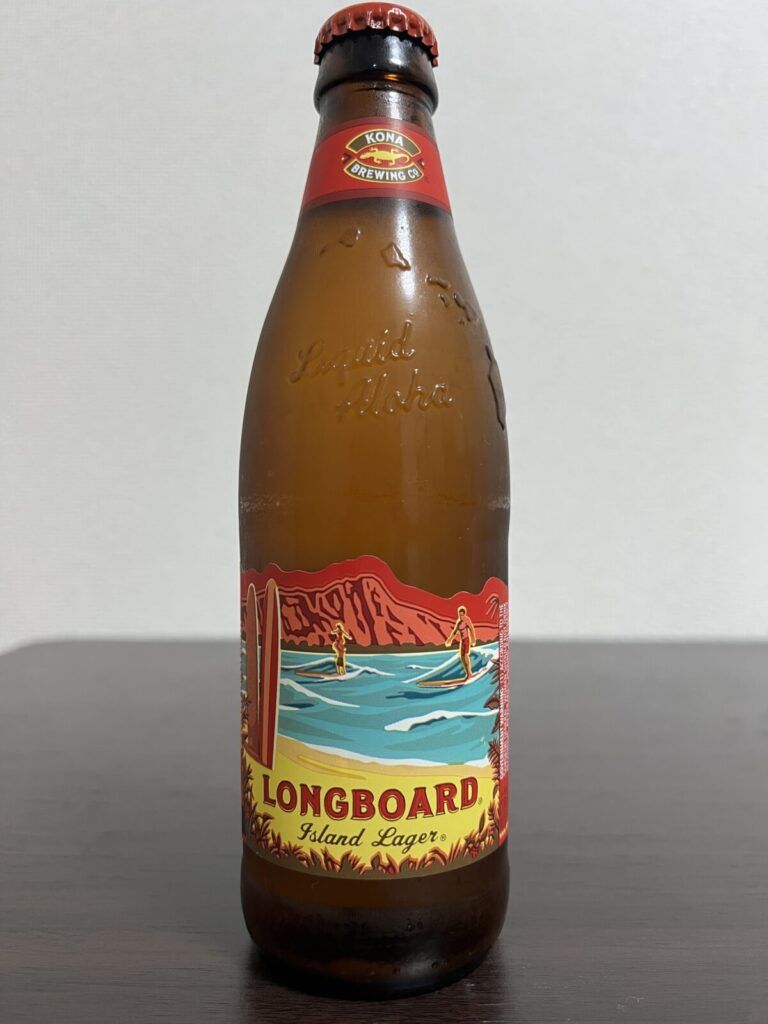 KONA
BREWING CO
Liquid
Aloha
LONGBOARD®
Island Lager®